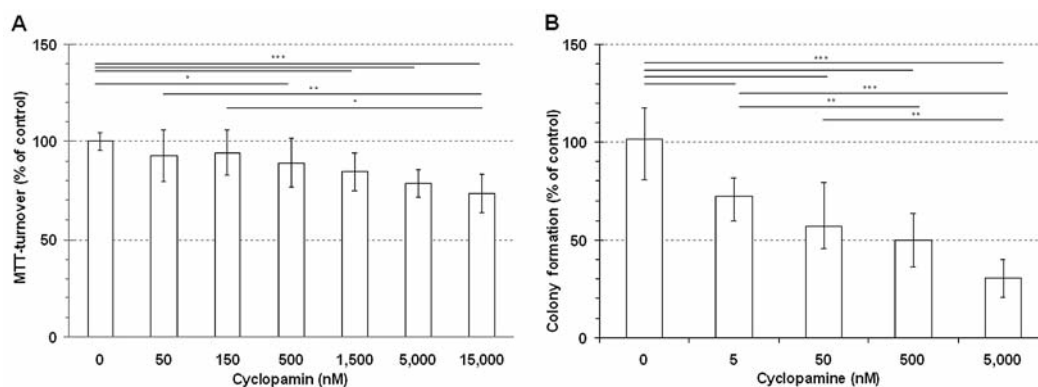 A
150
100
50
0
MTT-turnover (% of control)
***
*
**
*
0 50 150 500 1,500 5,000 15,000
Cyclopamin (nM)
B
150
100
50
0
Colony formation (% of control)
***
***
**
**
0 5 50 500 5,000
Cyclopamine (nM)